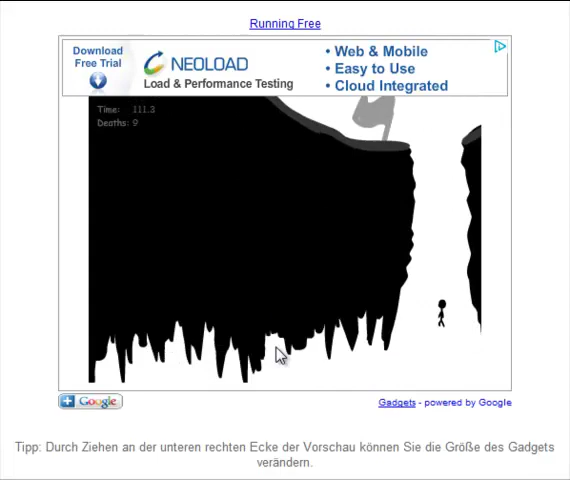 Running Free
Download
Free Trial
NEOLOAD
Load & Performance Testing
• Web & Mobile
• Easy to Use
• Cloud Integrated
Time: 111.3
Deaths: 9
Google
Gadgets - powered by Google
Tipp: Durch Ziehen an der unteren rechten Ecke der Vorschau können Sie die Größe des Gadgets
verändern.